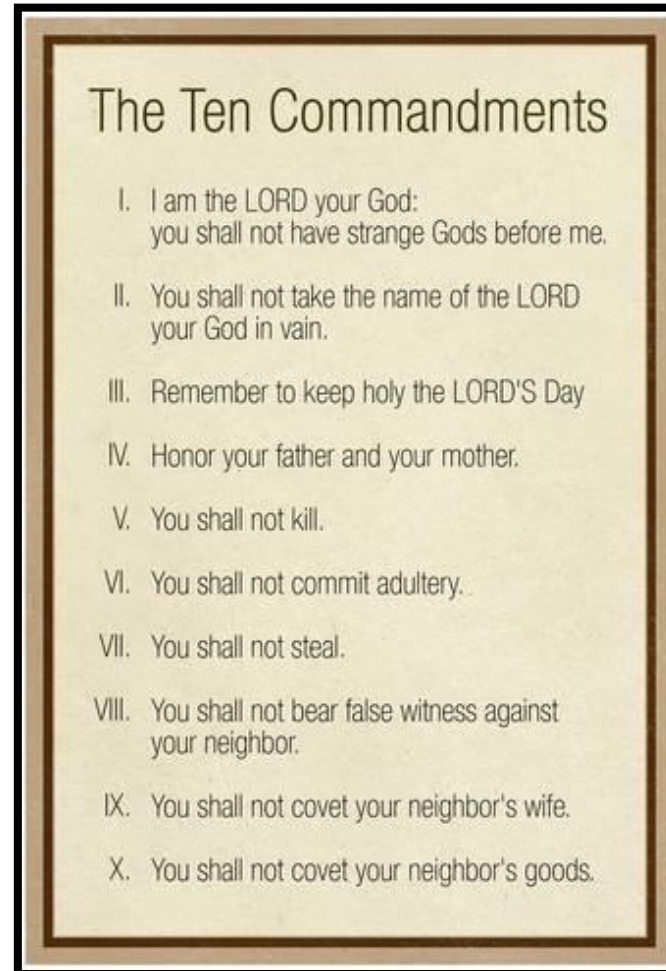 The Ten Commandments
I. I am the LORD your God:
you shall not have strange Gods before me.
II. You shall not take the name of the LORD
your God in vain.
III. Remember to keep holy the LORD'S Day
IV. Honor your father and your mother.
V. You shall not kill.
VI. You shall not commit adultery.
VII. You shall not steal.
VIII. You shall not bear false witness against
your neighbor.
IX. You shall not covet your neighbor's wife.
X. You shall not covet your neighbor's goods.